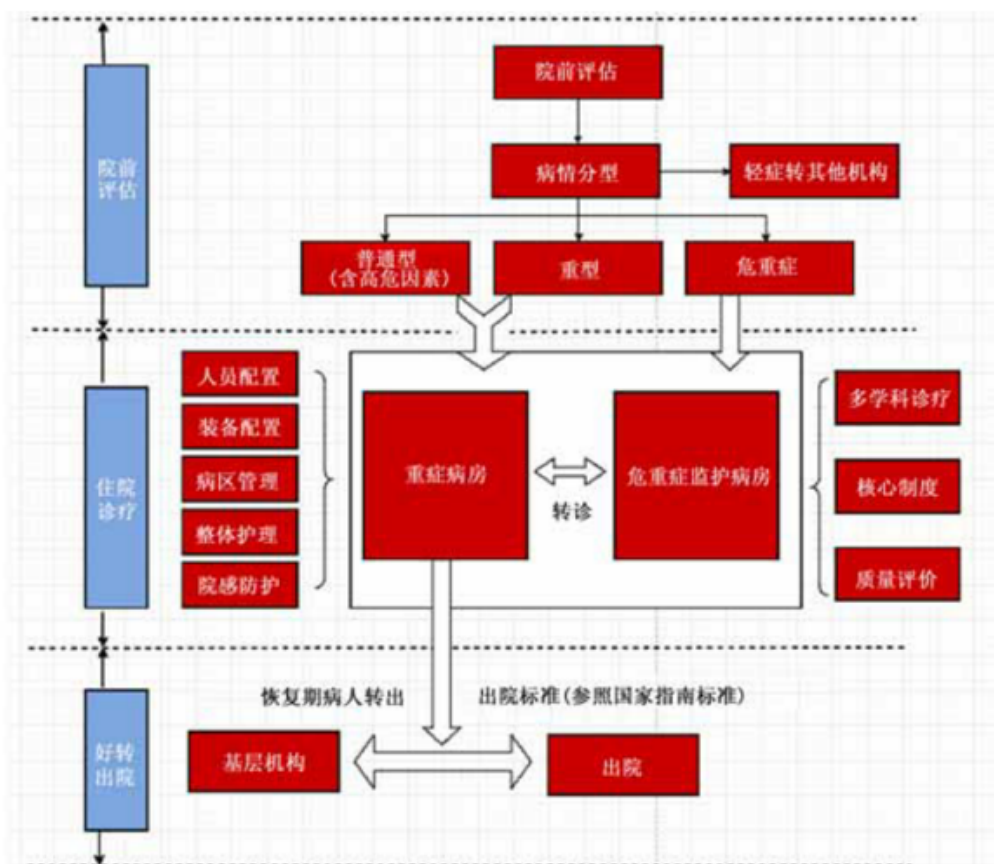 院前评估
院前
评估
病情分型
轻症转其他机构
普通型
(含高危因素)
重型
危重症
住院
诊疗
人员配置
装备配置
病区管理
整体护理
院感防护
重症病房
转诊
危重症监护病房
多学科诊疗
核心制度
质量评价
好转
出院
恢复期病人转出
出院标准(参照国家指南标准)
基层机构
出院